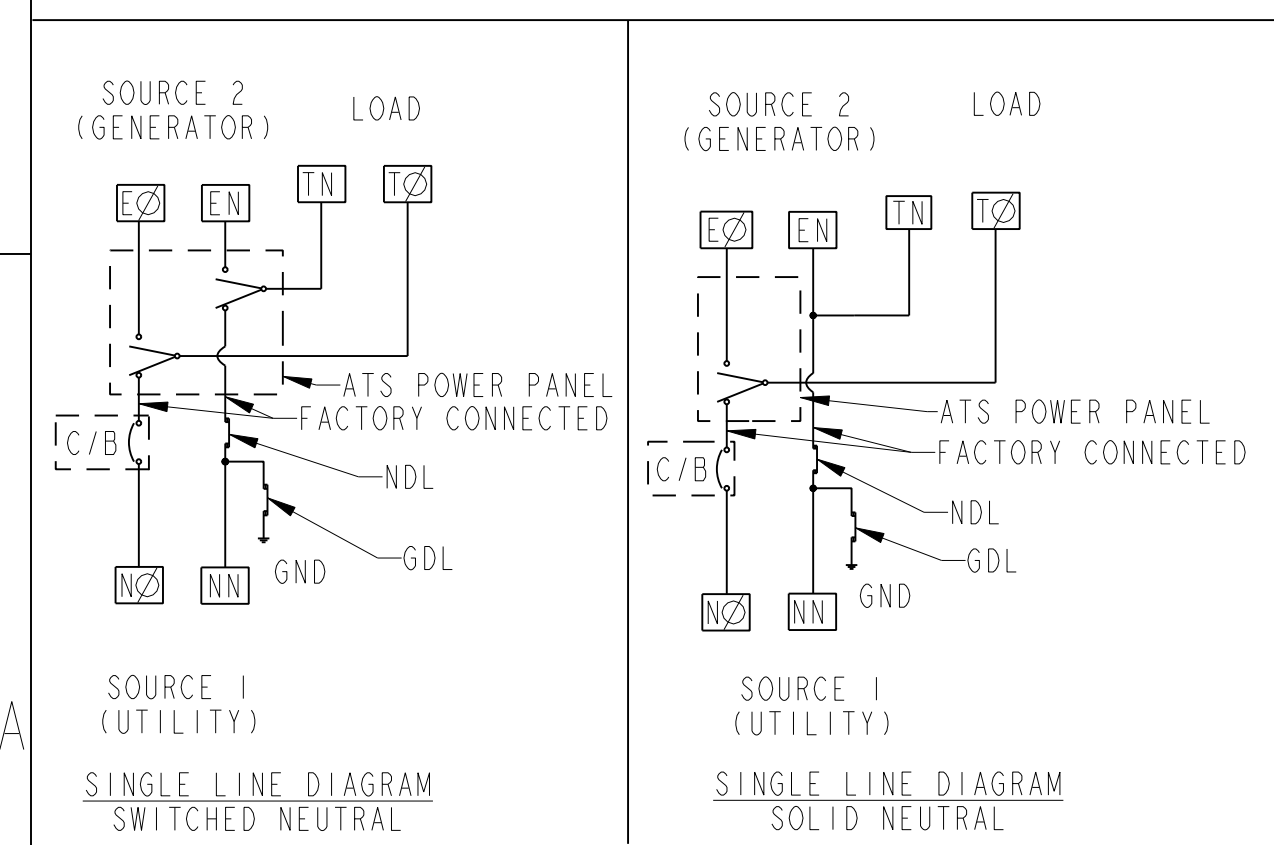 SOURCE 2
(GENERATOR)
LOAD
EØ
EN
TN
TØ
ATS POWER PANEL
FACTORY CONNECTED
C/B
NDL
GDL
GND
NØ
NN
SOURCE 1
(UTILITY)
SINGLE LINE DIAGRAM
SWITCHED NEUTRAL
SOURCE 2
(GENERATOR)
LOAD
EØ
EN
TN
TØ
ATS POWER PANEL
FACTORY CONNECTED
C/B
NDL
GDL
GND
NØ
NN
SOURCE 1
(UTILITY)
SINGLE LINE DIAGRAM
SOLID NEUTRAL
A